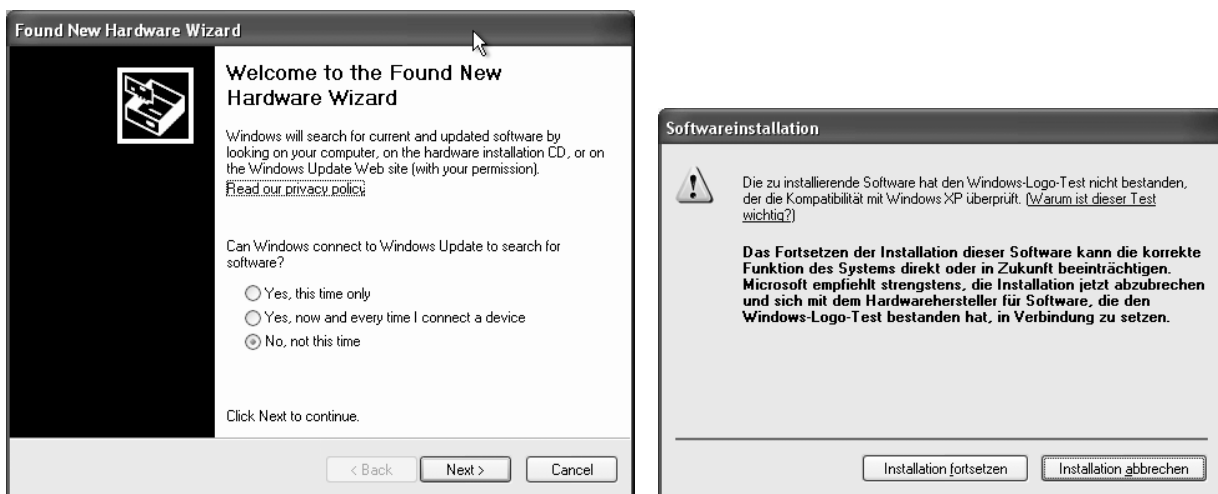 Found New Hardware Wizard
Welcome to the Found New
Hardware Wizard
Windows will search for current and updated software by
looking on your computer, on the hardware installation CD, or on
the Windows Update Web site (with your permission).
Read our privacy policy
Can Windows connect to Windows Update to search for
software?
Yes, this time only
Yes, now and every time I connect a device
No, not this time
Click Next to continue.
< Back
Next >
Cancel
Softwareinstallation
Die zu installierende Software hat den Windows-Logo-Test nicht bestanden,
der die Kompatibilität mit Windows XP überprüft. (Warum ist dieser Test
wichtig?)
Das Fortsetzen der Installation dieser Software kann die korrekte
Funktion des Systems direkt oder in Zukunft beeinträchtigen.
Microsoft empfiehlt strengstens, die Installation jetzt abzubrechen
und sich mit dem Hardwarehersteller für Software, die den
Windows-Logo-Test bestanden hat, in Verbindung zu setzen.
Installation fortsetzen
Installation abbrechen